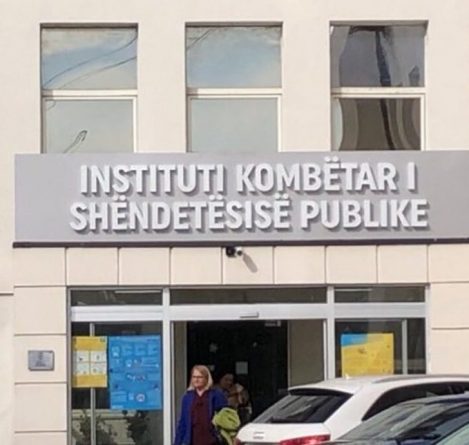 INSTITUTI KOMBËTAR I
SHËNDETËSISË PUBLIKE